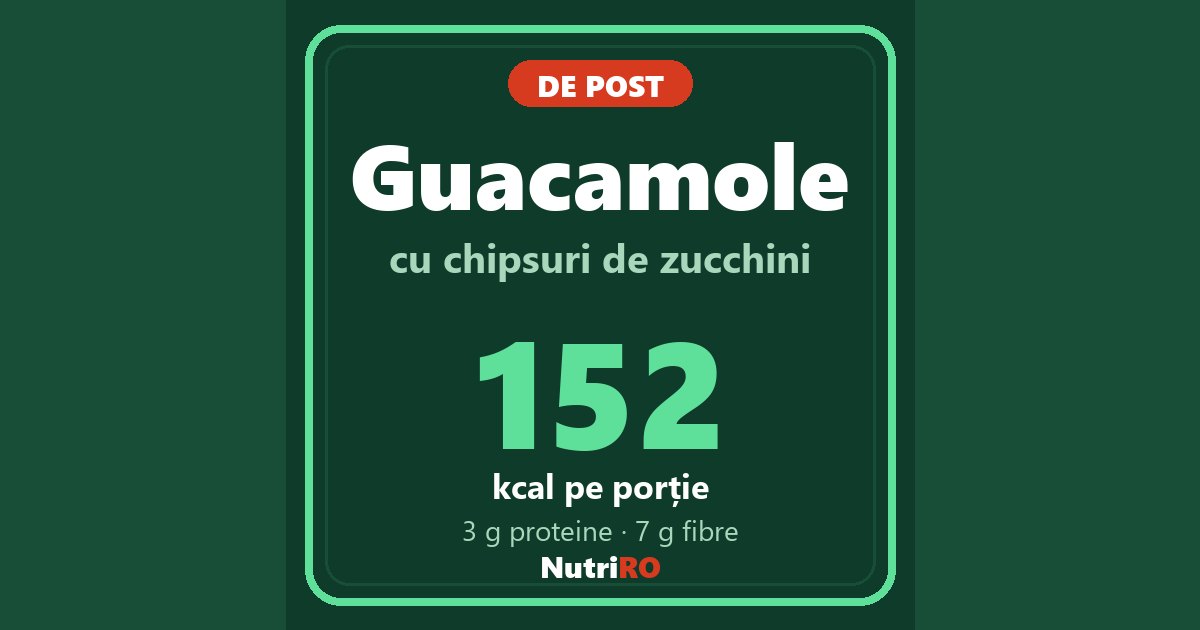 DE POST
Guacamole
cu chipsuri de zucchini
152
kcal pe porție
3 g proteine · 7 g fibre
NutriRO